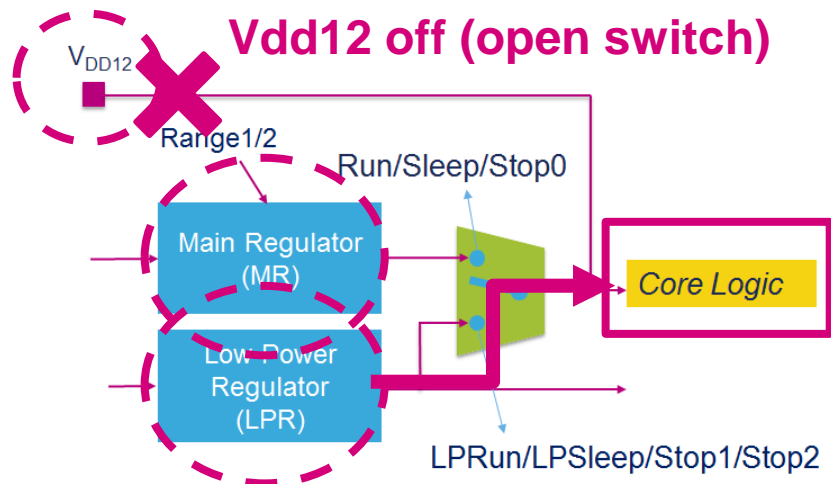 Vdd12 off (open switch)
VDD12
Range1/2
Run/Sleep/Stop0
Main Regulator
(MR)
Core Logic
Low Power
Regulator
(LPR)
LPRun/LPSleep/Stop1/Stop2